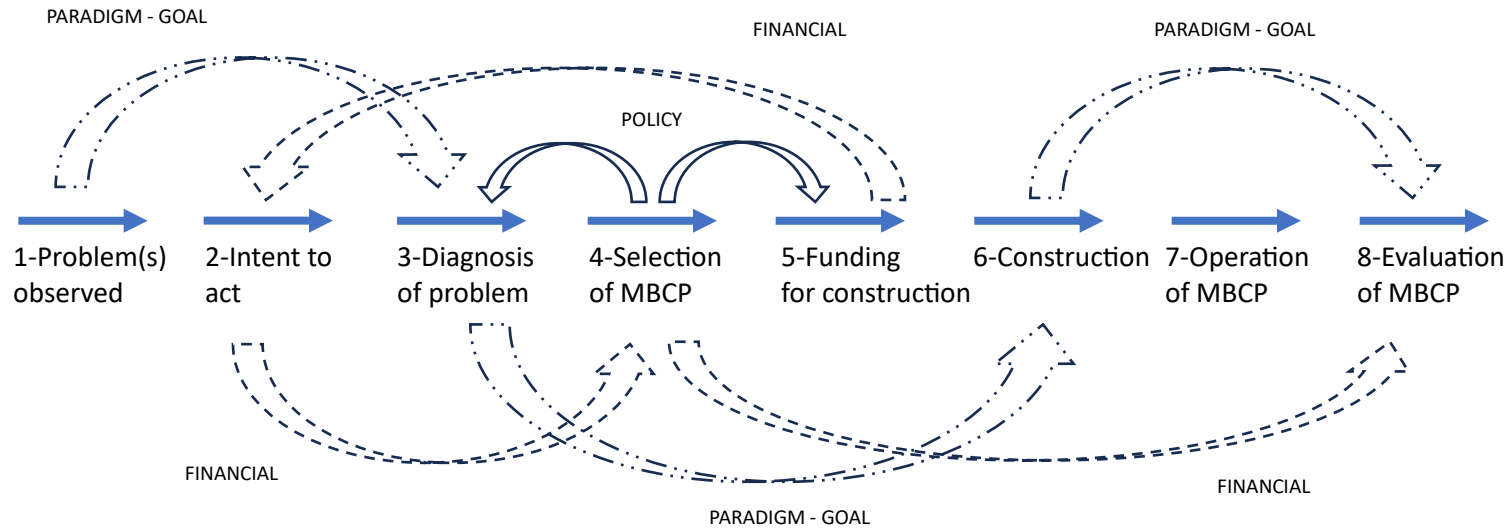 PARADIGM - GOAL
FINANCIAL
PARADIGM - GOAL
POLICY
1-Problem(s)
observed
2-Intent to
act
3-Diagnosis
of problem
4-Selection
of MBCP
5-Funding
for construction
6-Construction
7-Operation
of MBCP
8-Evaluation
of MBCP
FINANCIAL
FINANCIAL
PARADIGM - GOAL